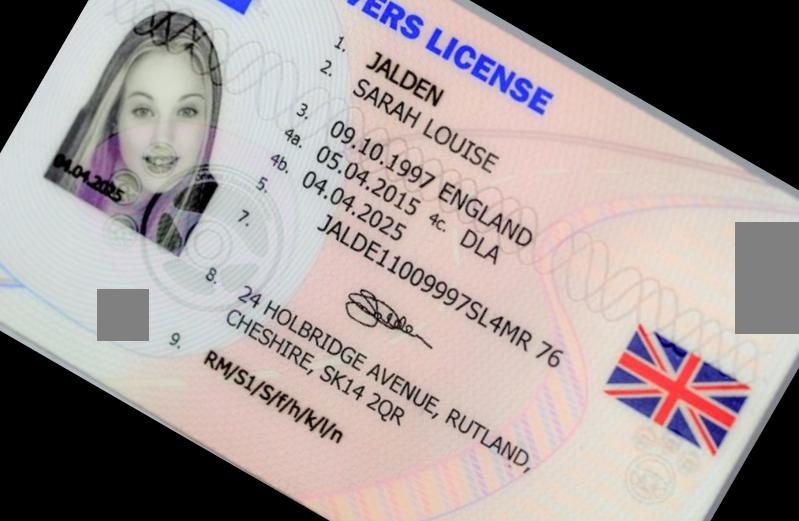 VERS LICENSE
1. JALDEN
2. SARAH LOUISE
3. 09.10.1997 ENGLAND
4a. 05.04.2015 4c. DLA
4b. 04.04.2025
5. JALDE11009997SL4MR 76
7.
04.04.2025
8. 24 HOLBRIDGE AVENUE, RUTLAND,
CHESHIRE, SK14 2QR
9. RM/S1/S/f/h/k/l/n